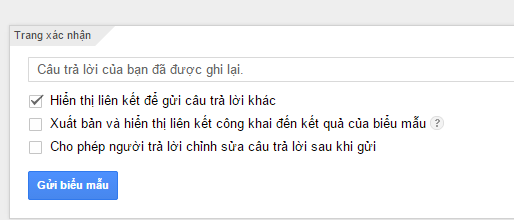 Trang xác nhận
Câu trả lời của bạn đã được ghi lại.
Hiển thị liên kết để gửi câu trả lời khác
Xuất bản và hiển thị liên kết công khai đến kết quả của biểu mẫu ?
Cho phép người trả lời chỉnh sửa câu trả lời sau khi gửi
Gửi biểu mẫu